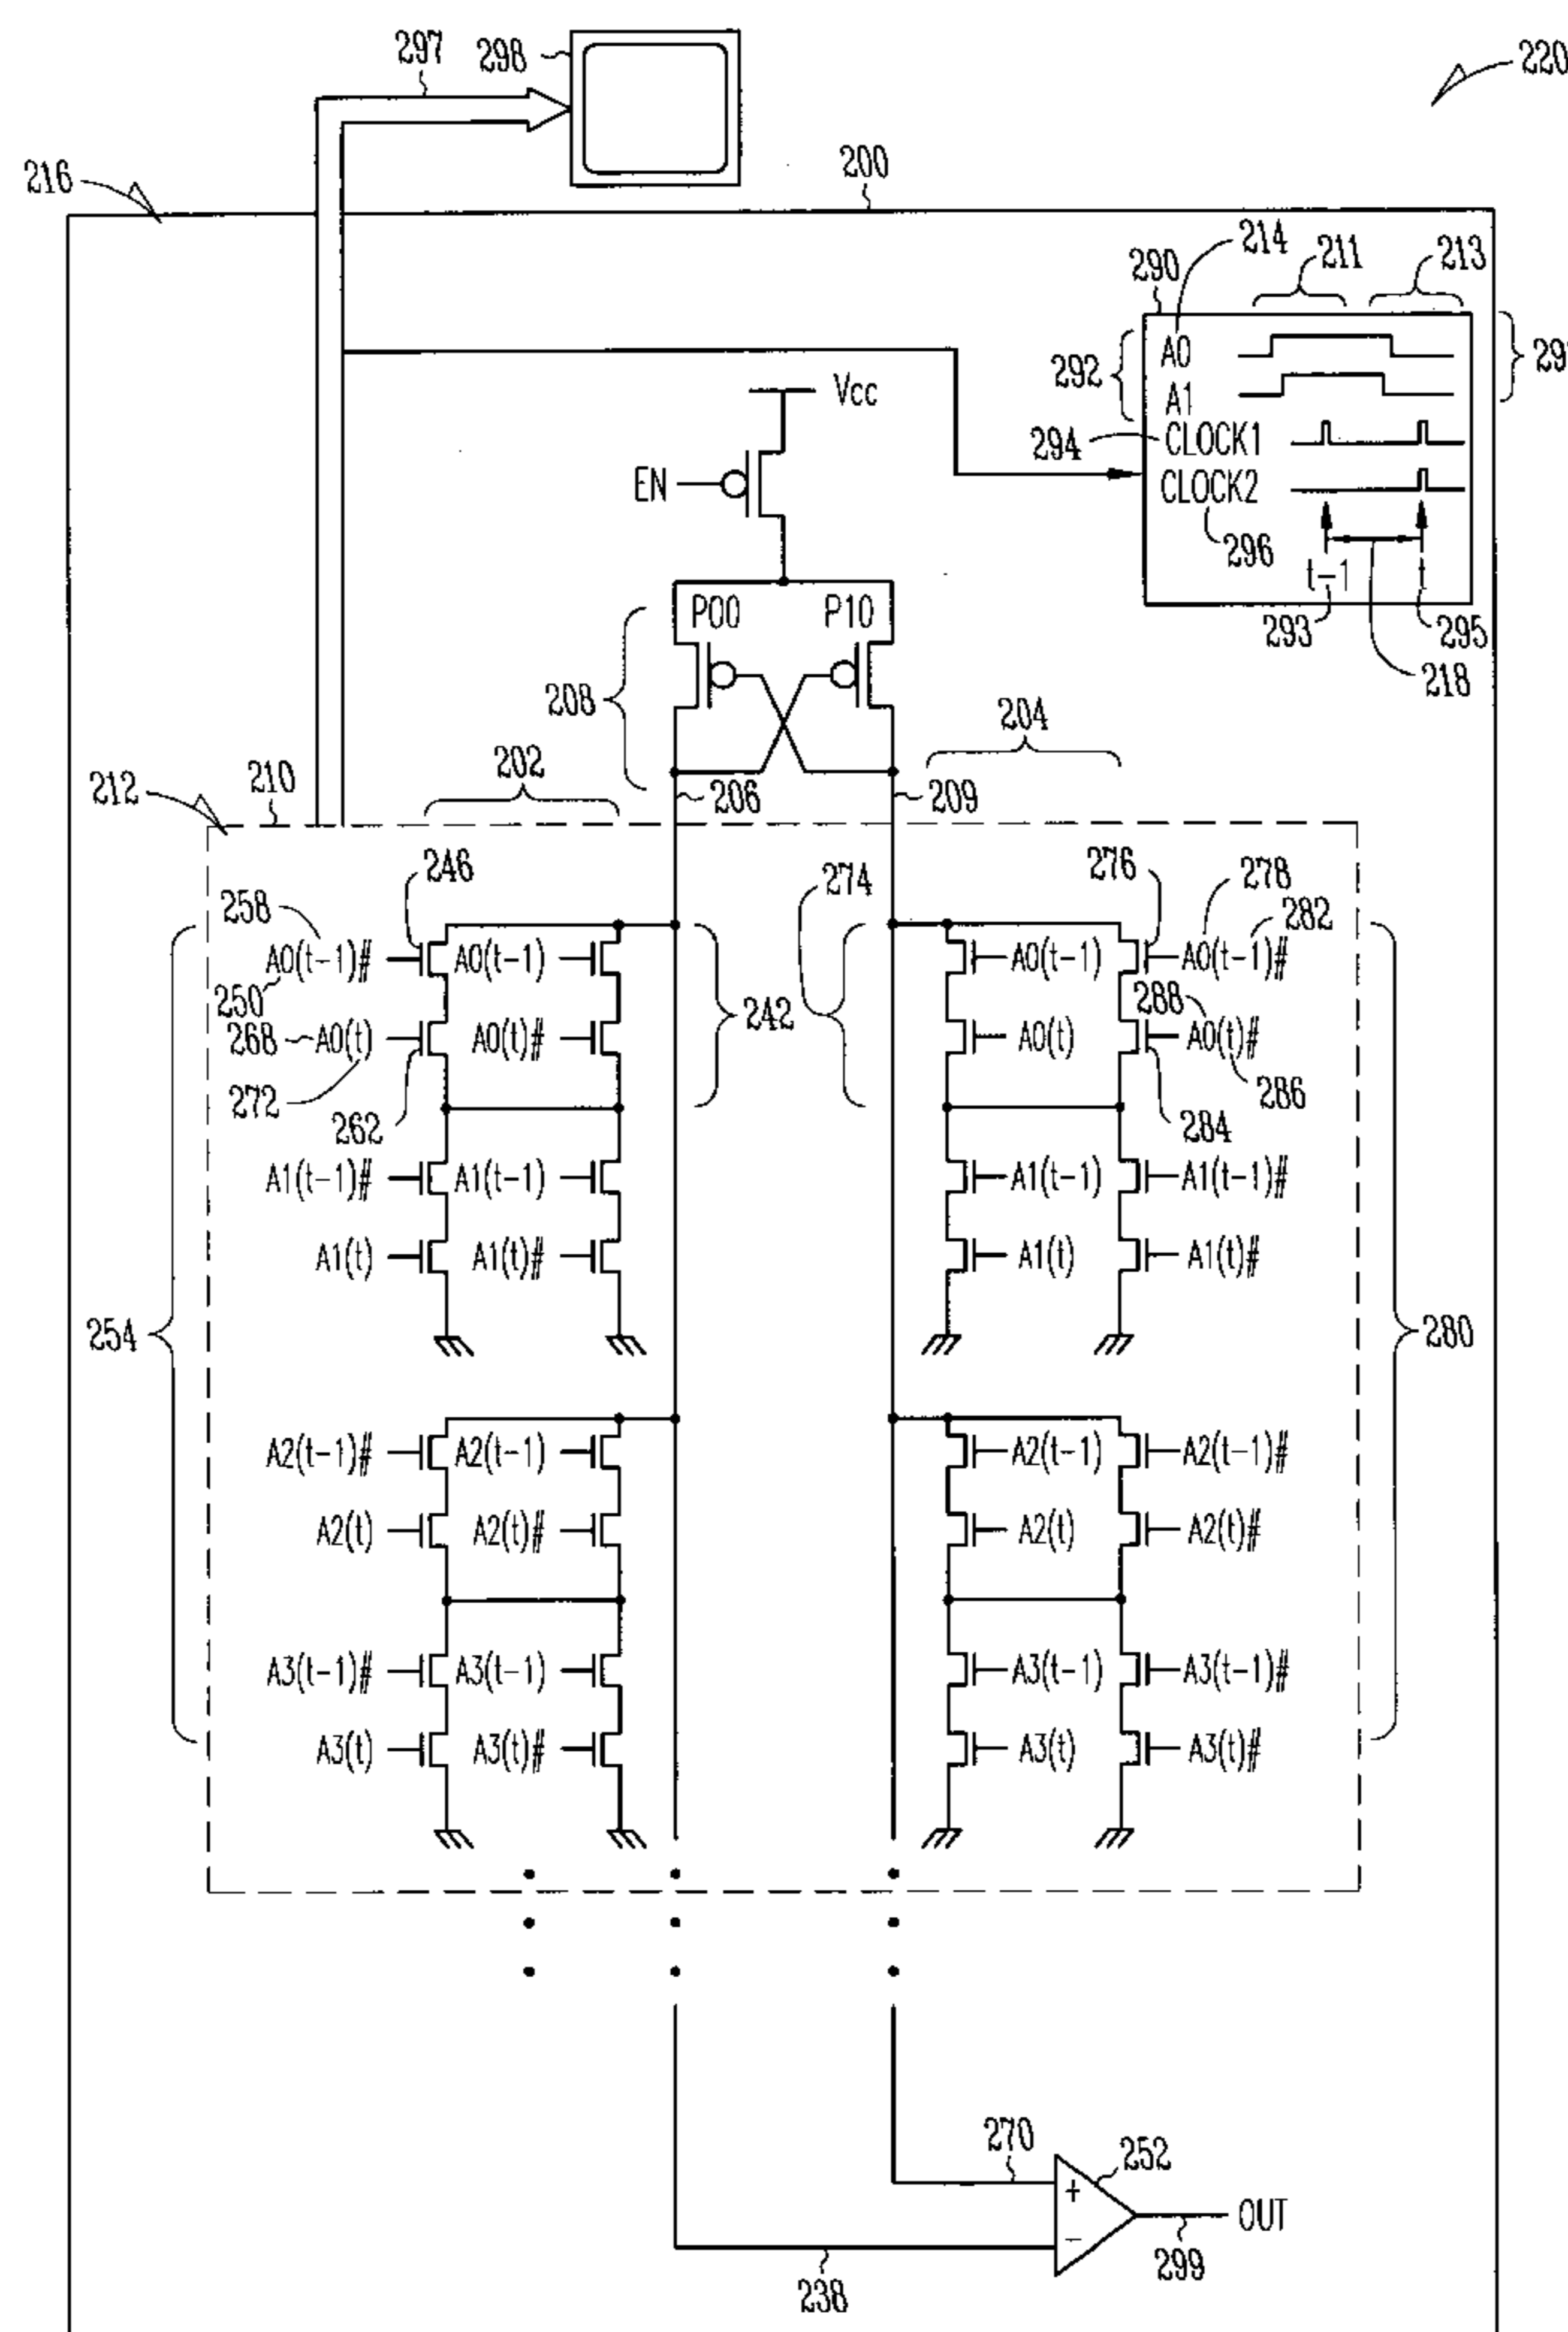 297 298
220
216
200
214 211 213
290
292 A0
A1
294 CLOCK1
CLOCK2
296
t-1 t
293 295
218
Vcc
EN
P00 P10
208
204
202
212 210
206 209
246 274 276 278
258 282
A0(t-1)# A0(t-1) A0(t-1) A0(t-1)#
250 242 288
268 A0(t) A0(t)# A0(t) A0(t)#
272 286
262 284
A1(t-1)# A1(t-1) A1(t-1) A1(t-1)#
A1(t) A1(t)# A1(t) A1(t)#
254 280
A2(t-1)# A2(t-1) A2(t-1) A2(t-1)#
A2(t) A2(t)# A2(t) A2(t)#
A3(t-1)# A3(t-1) A3(t-1) A3(t-1)#
A3(t) A3(t)# A3(t) A3(t)#
270 252
+
OUT
−
299
238